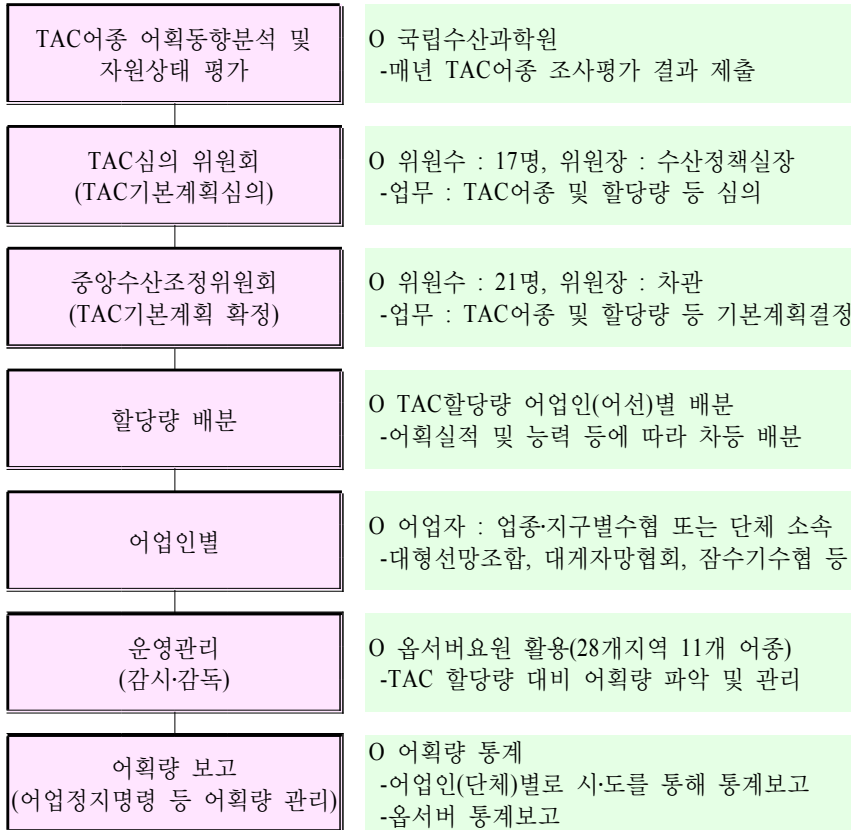 TAC어종 어획동향분석 및
자원상태 평가
O 국립수산과학원
-매년 TAC어종 조사평가 결과 제출
TAC심의 위원회
(TAC기본계획심의)
O 위원수 : 17명, 위원장 : 수산정책실장
-업무 : TAC어종 및 할당량 등 심의
중앙수산조정위원회
(TAC기본계획 확정)
O 위원수 : 21명, 위원장 : 차관
-업무 : TAC어종 및 할당량 등 기본계획결정
할당량 배분
O TAC할당량 어업인(어선)별 배분
-어획실적 및 능력 등에 따라 차등 배분
어업인별
O 어업자 : 업종·지구별수협 또는 단체 소속
-대형선망조합, 대게자망협회, 잠수기수협 등
운영관리
(감시·감독)
O 옵서버요원 활용(28개지역 11개 어종)
-TAC 할당량 대비 어획량 파악 및 관리
어획량 보고
(어업정지명령 등 어획량 관리)
O 어획량 통계
-어업인(단체)별로 시·도를 통해 통계보고
-옵서버 통계보고